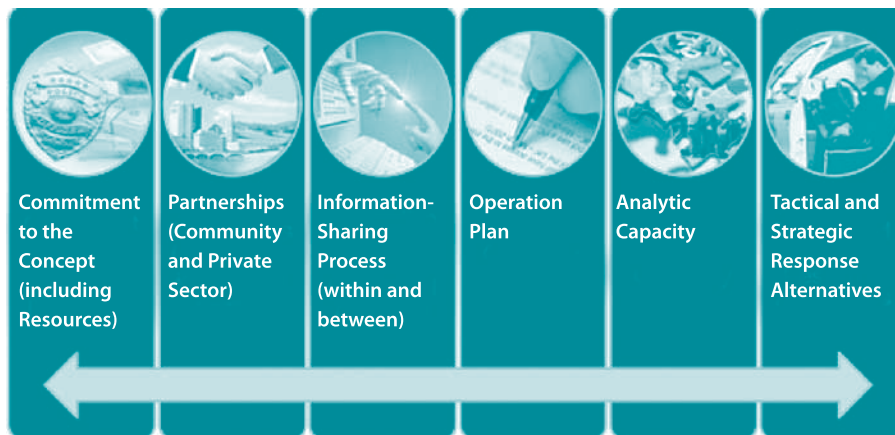 Commitment
to the
Concept
(including
Resources)
Partnerships
(Community
and Private
Sector)
Information-
Sharing
Process
(within and
between)
Operation
Plan
Analytic
Capacity
Tactical and
Strategic
Response
Alternatives